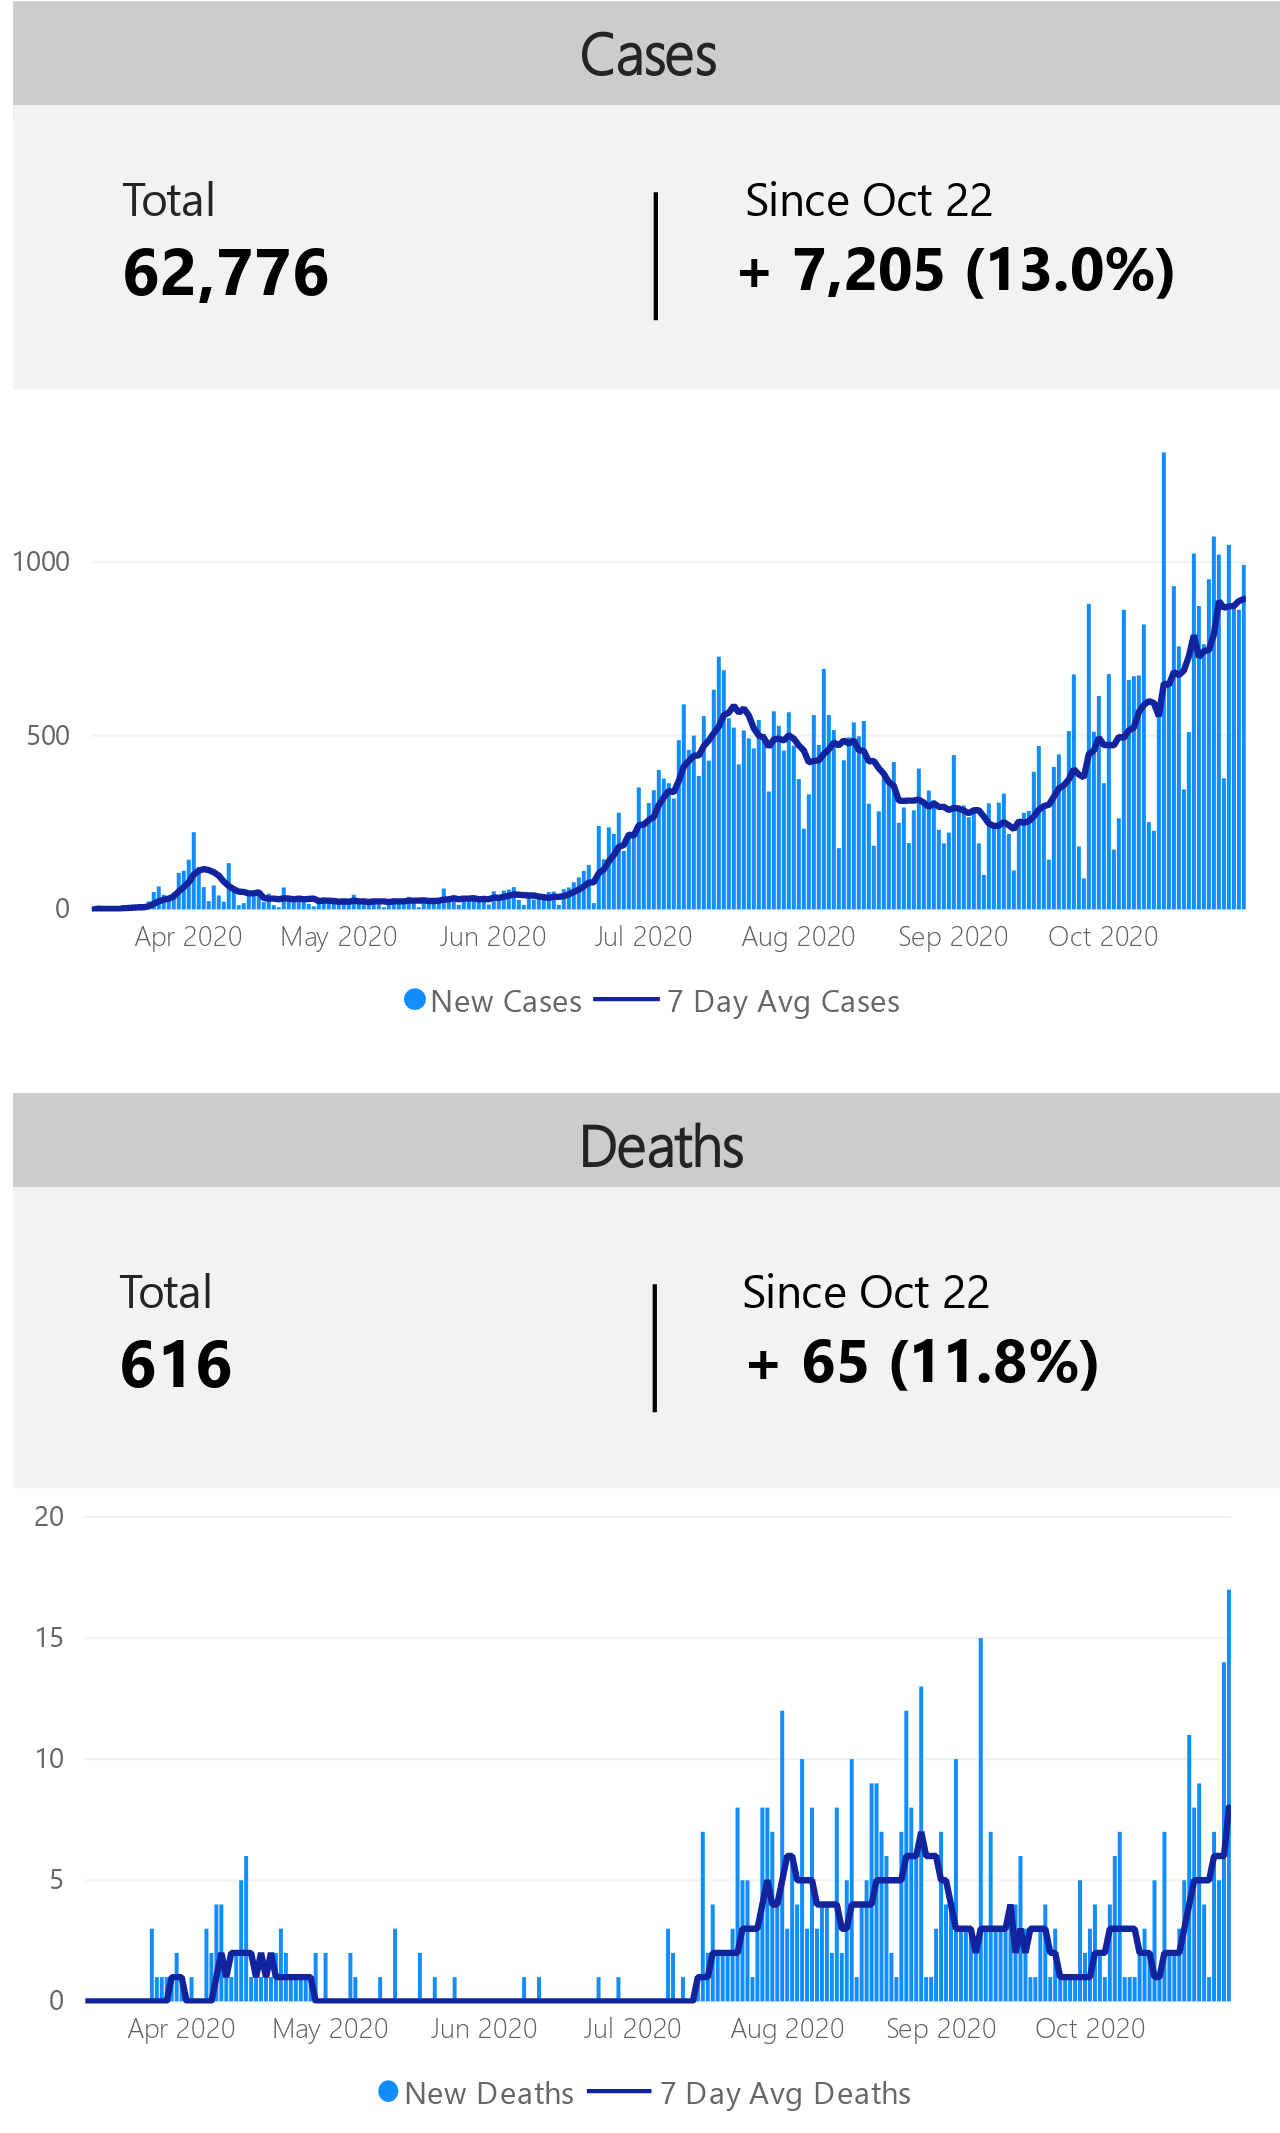 Cases
Total
Since Oct 22
62,776
+ 7,205 (13.0%)
1000
500
0
Apr 2020
May 2020
Jun 2020
Jul 2020
Aug 2020
Sep 2020
Oct 2020
New Cases
7 Day Avg Cases
Deaths
Total
Since Oct 22
616
+ 65 (11.8%)
20
15
10
5
0
Apr 2020
May 2020
Jun 2020
Jul 2020
Aug 2020
Sep 2020
Oct 2020
New Deaths
7 Day Avg Deaths